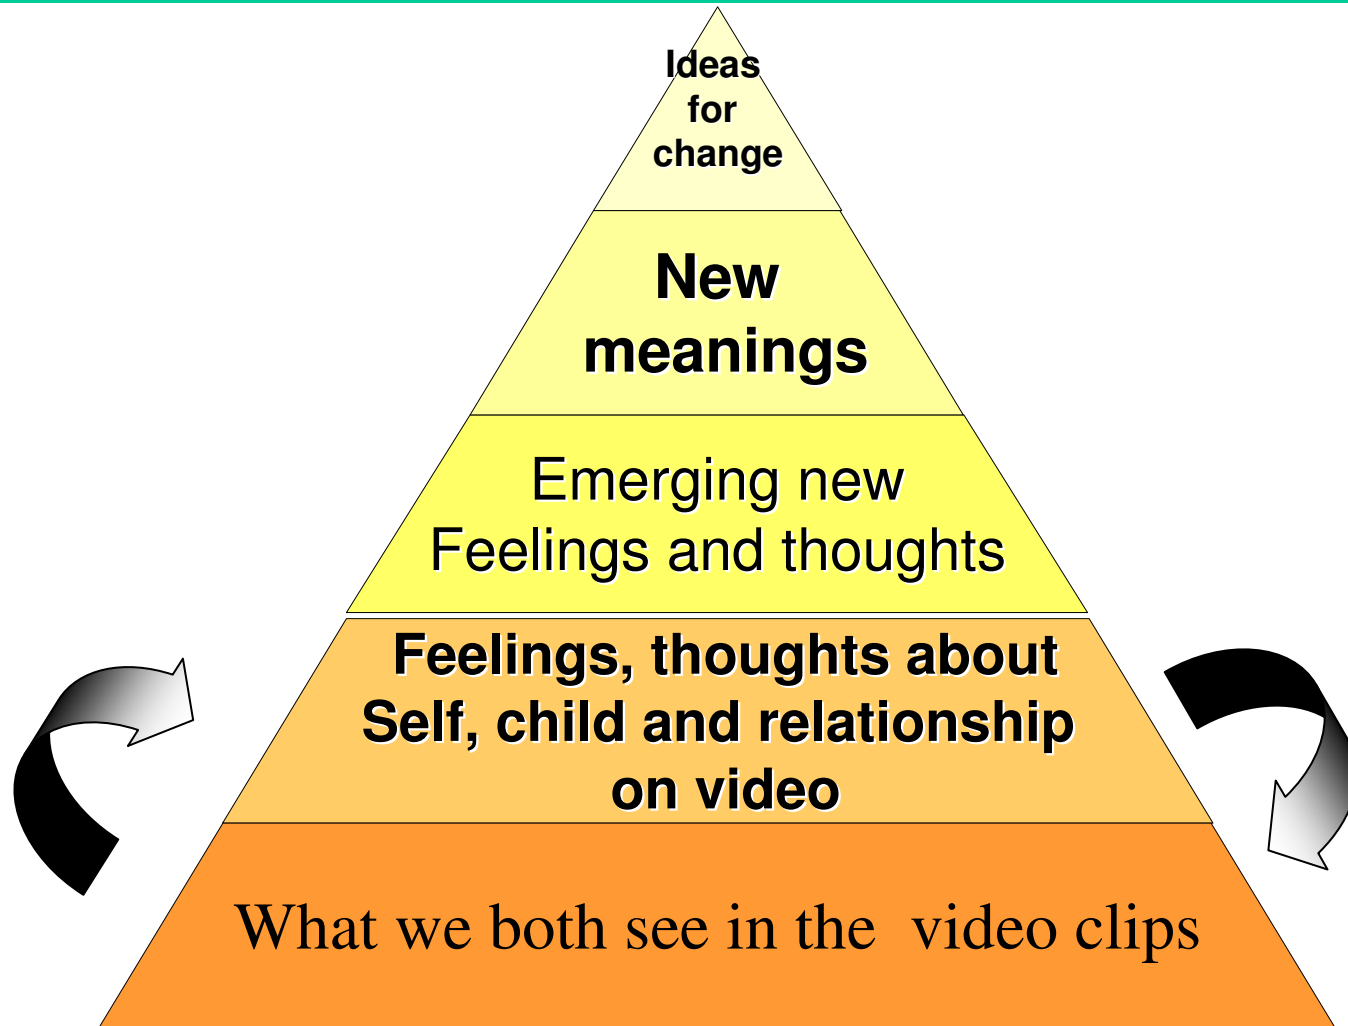 Ideas
for
change
New
meanings
Emerging new
Feelings and thoughts
Feelings, thoughts about
Self, child and relationship
on video
What we both see in the  video clips